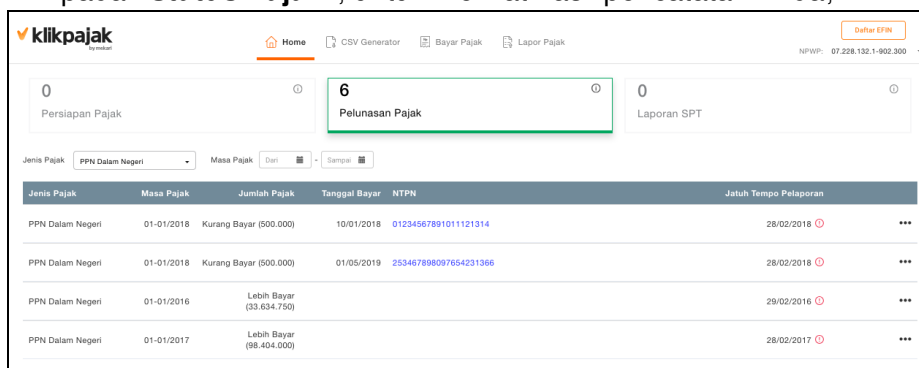 klikpajak
by mekari
Home
CSV Generator
Bayar Pajak
Lapor Pajak
Daftar EFIN
NPWP: 07.228.132.1-902.300
0
Persiapan Pajak
6
Pelunasan Pajak
0
Laporan SPT
Jenis Pajak PPN Dalam Negeri Masa Pajak Dari - Sampai
Jenis Pajak Masa Pajak Jumlah Pajak Tanggal Bayar NTPN Jatuh Tempo Pelaporan
PPN Dalam Negeri 01-01/2018 Kurang Bayar (500.000) 10/01/2018 01234567891011121314 28/02/2018
PPN Dalam Negeri 01-01/2018 Kurang Bayar (500.000) 01/05/2019 253467898097654231366 28/02/2018
PPN Dalam Negeri 01-01/2016 Lebih Bayar (33.634.750) 29/02/2016
PPN Dalam Negeri 01-01/2017 Lebih Bayar (98.404.000) 28/02/2017